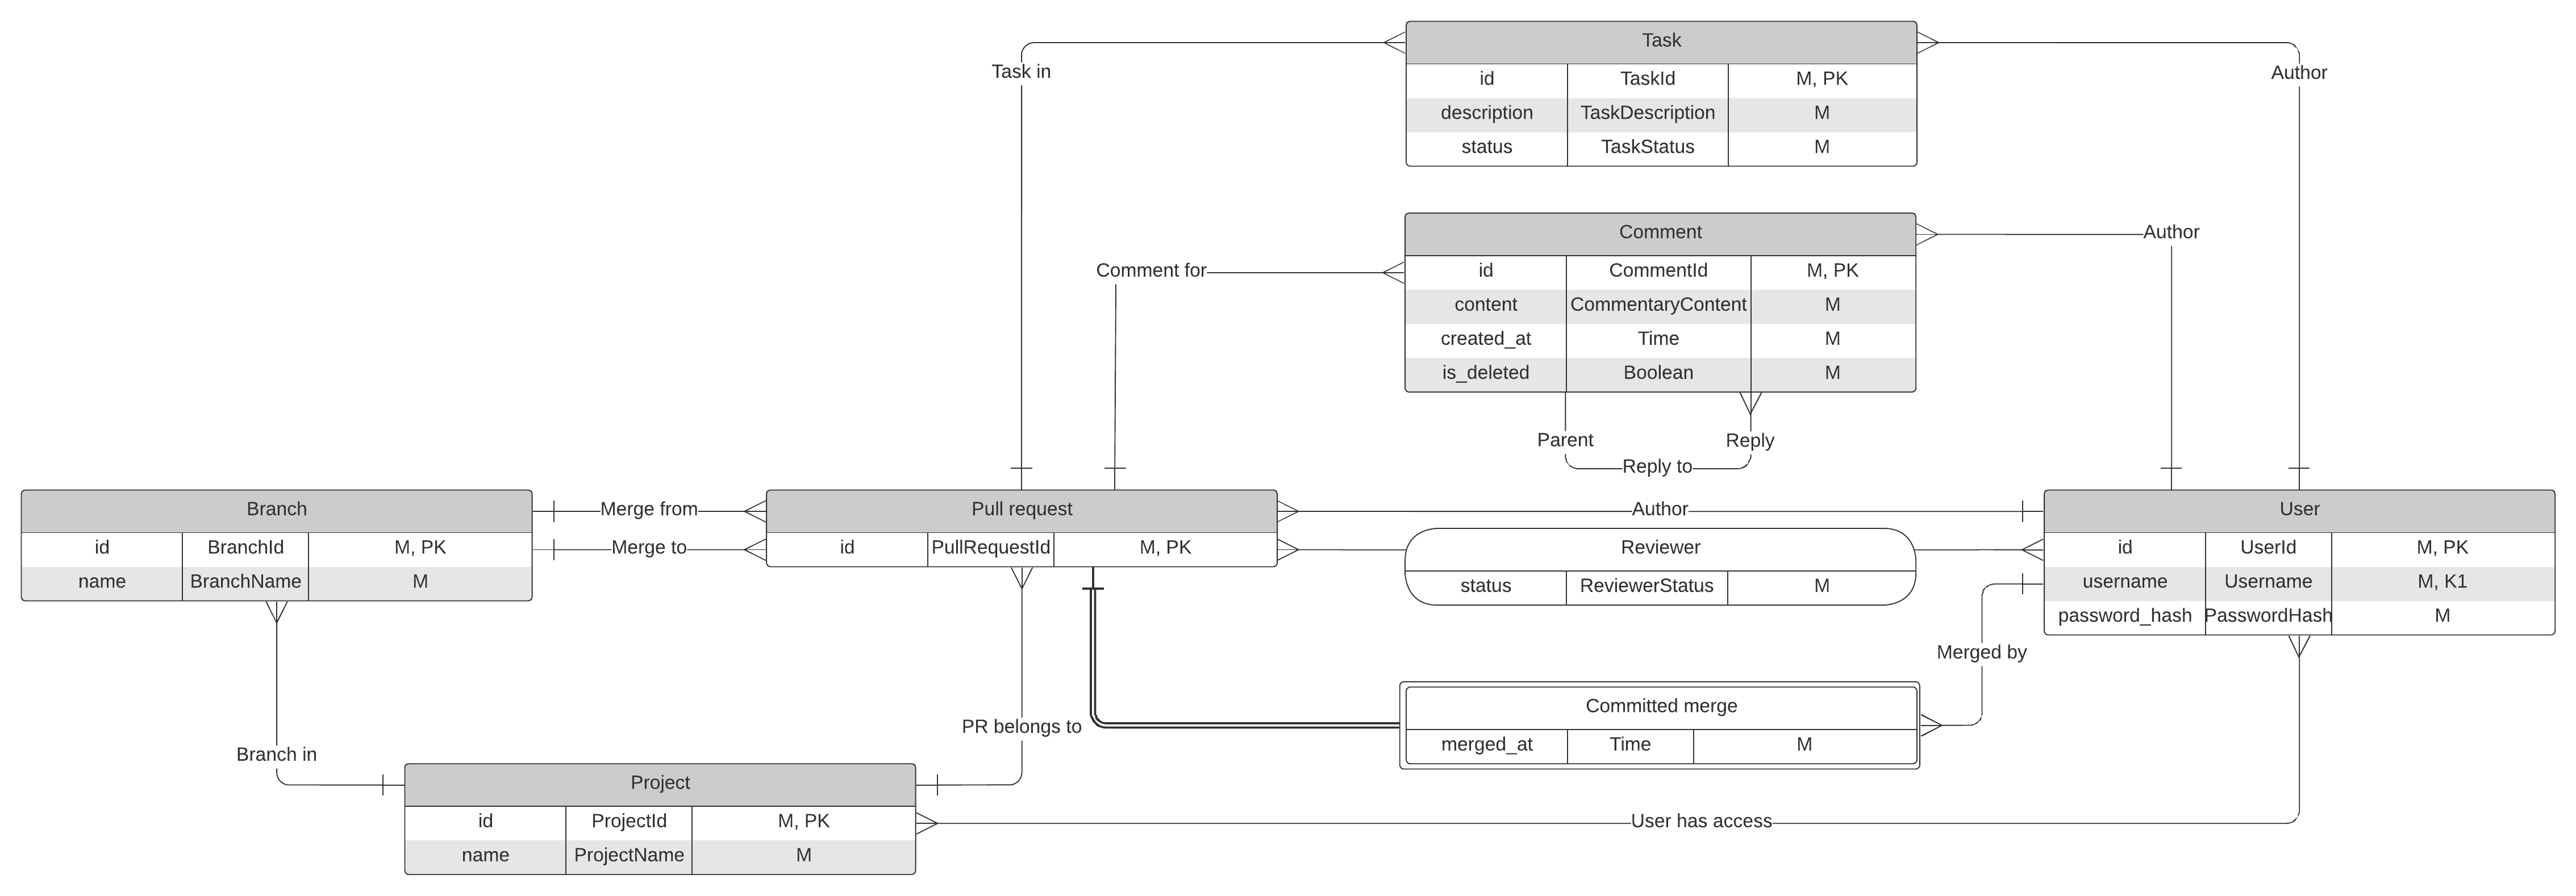 Task
id TaskId M, PK
description TaskDescription M
status TaskStatus M
Task in
Author
Comment
id CommentId M, PK
content CommentaryContent M
created_at Time M
is_deleted Boolean M
Comment for
Author
Parent
Reply
Reply to
Branch
id BranchId M, PK
name BranchName M
Merge from
Merge to
Pull request
id PullRequestId M, PK
Author
Reviewer
status ReviewerStatus M
User
id UserId M, PK
username Username M, K1
password_hash PasswordHash M
Merged by
Committed merge
merged_at Time M
PR belongs to
Branch in
Project
id ProjectId M, PK
name ProjectName M
User has access